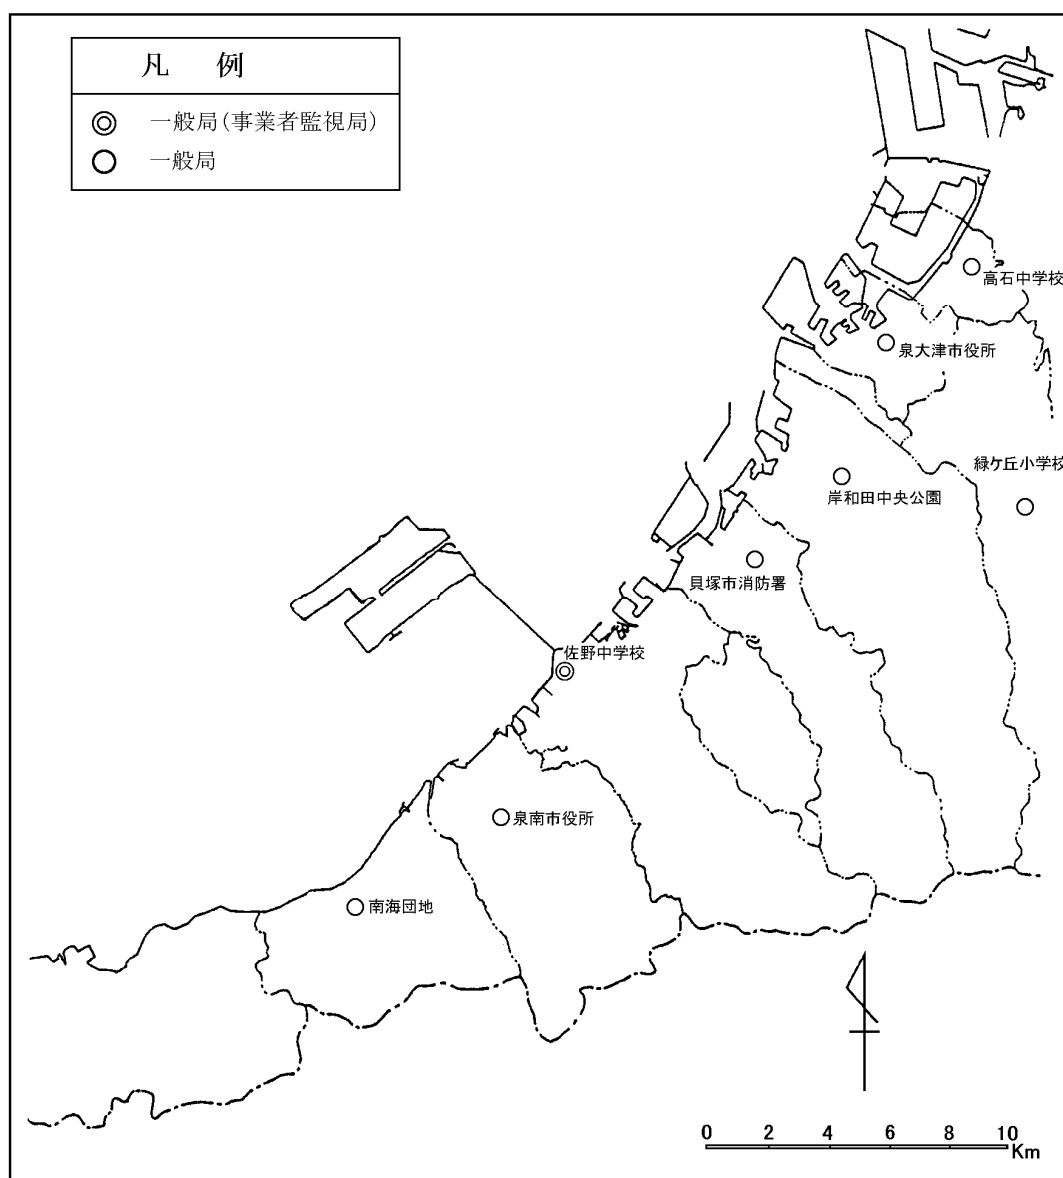 凡 例
一般局(事業者監視局)
一般局
高石中学校
泉大津市役所
緑ケ丘小学校
岸和田中央公園
貝塚市消防署
佐野中学校
泉南市役所
南海団地
0 2 4 6 8 10
Km